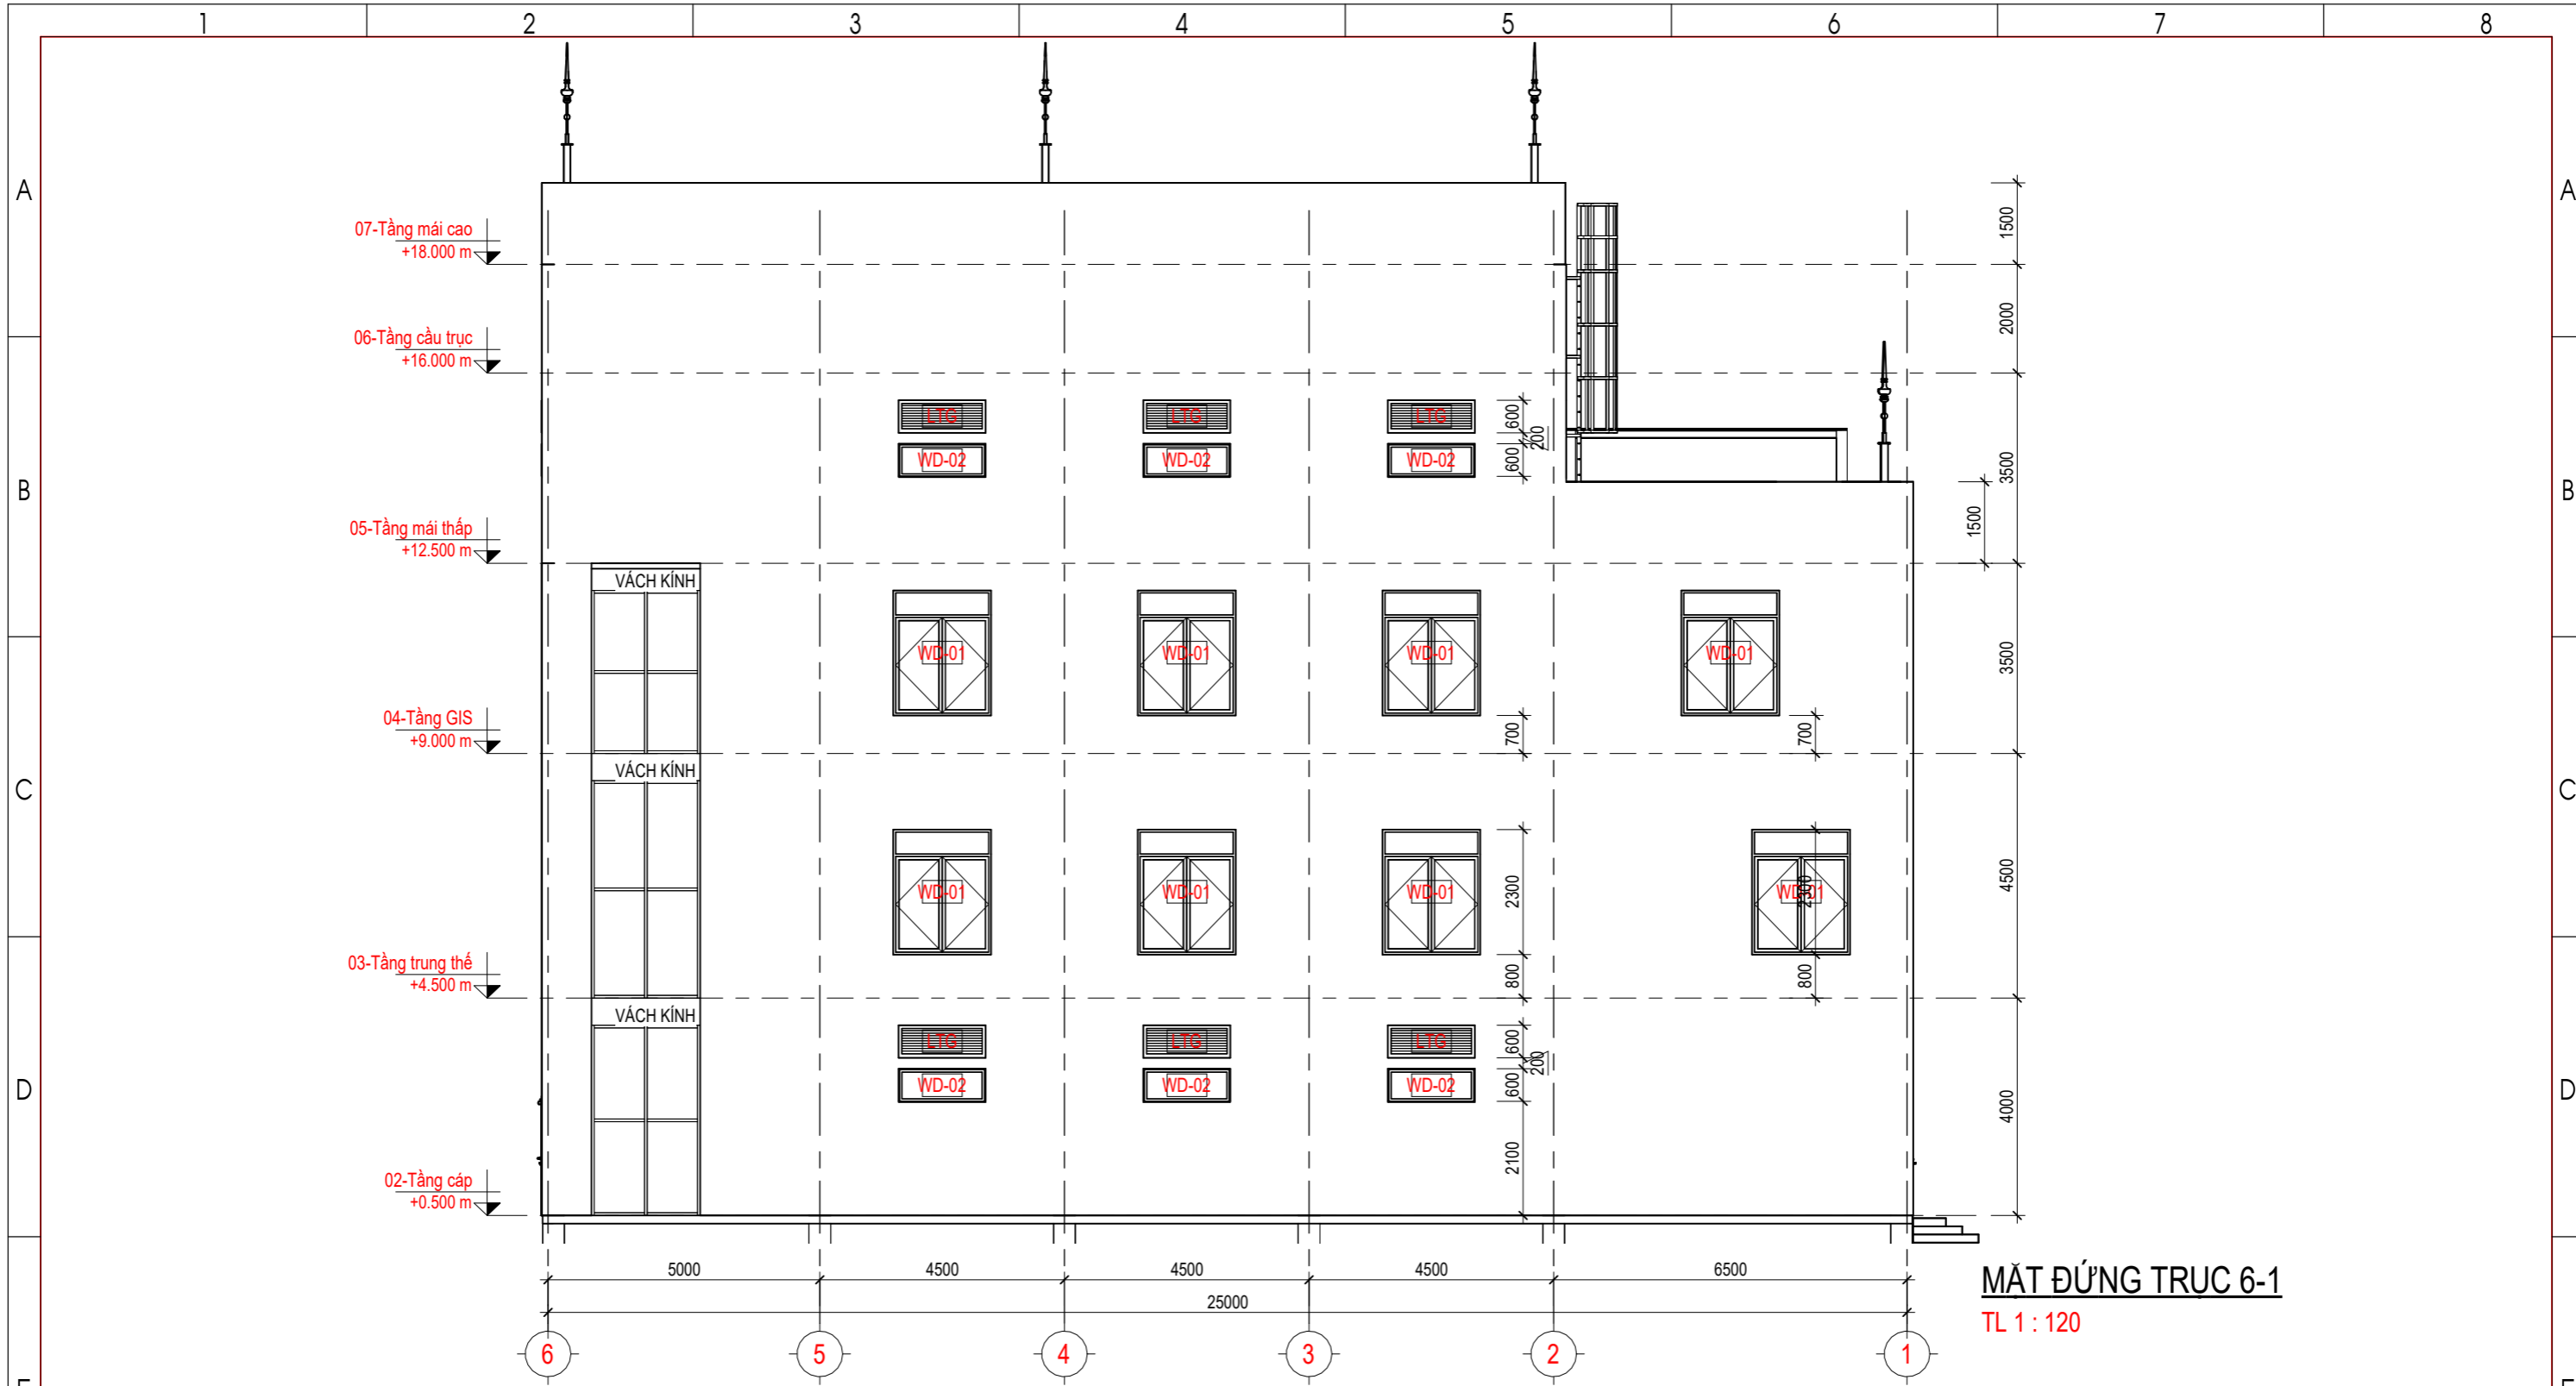 1 2 3 4 5 6 7 8
A A
1500
07-Tầng mái cao
+18.000 m
2000
06-Tầng cầu trục
+16.000 m
LTG LTG LTG 600
200
WD-02 WD-02 WD-02 600
3500
B B
1500
05-Tầng mái thấp
+12.500 m
VÁCH KÍNH
WD-01 WD-01 WD-01 WD-01
3500
04-Tầng GIS
+9.000 m
700 700
VÁCH KÍNH
C C
WD-01 WD-01 WD-01 WD-01
2300 2300
4500
03-Tầng trung thế
+4.500 m
800 800
VÁCH KÍNH
LTG LTG LTG 600
200
WD-02 WD-02 WD-02 600
D D
4000
2100
02-Tầng cáp
+0.500 m
5000 4500 4500 4500 6500
25000
MẶT ĐỨNG TRỤC 6-1
TL 1 : 120
6 5 4 3 2 1